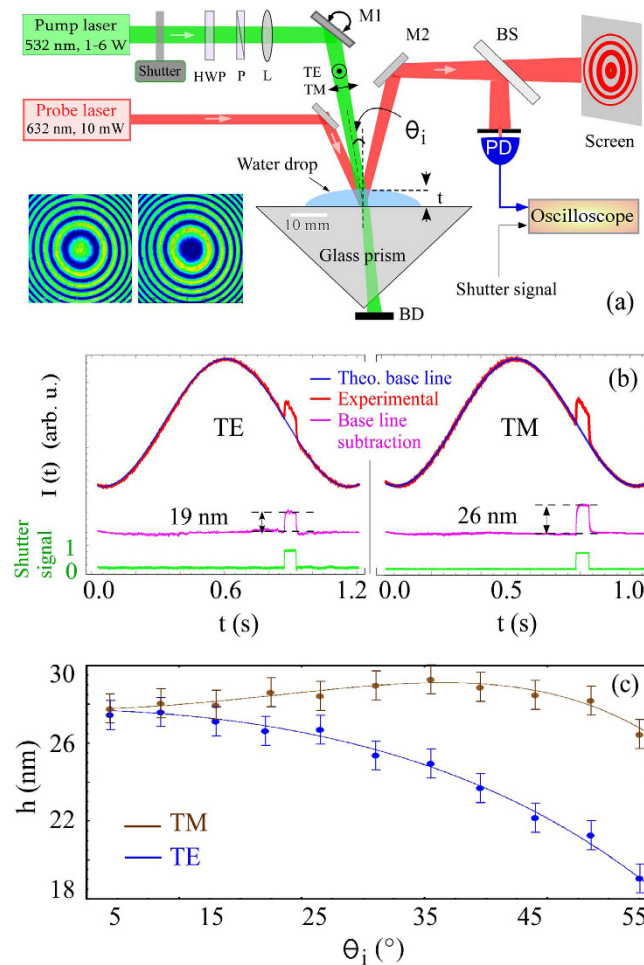 Pump laser
532 nm, 1-6 W
Shutter
HWP P L
M1
TE
TM
θi
M2
BS
Screen
Probe laser
632 nm, 10 mW
Water drop
t
PD
10 mm
Glass prism
Oscilloscope
Shutter signal
BD
(a)
(b)
Theo. base line
Experimental
Base line
subtraction
TE
TM
I (t) (arb. u.)
19 nm
26 nm
Shutter
signal
1
0
0.0 0.6 1.2
t (s)
0.0 0.5 1.0
t (s)
(c)
30
26
22
18
h (nm)
TM
TE
5 15 25 35 45 55
θi (°)